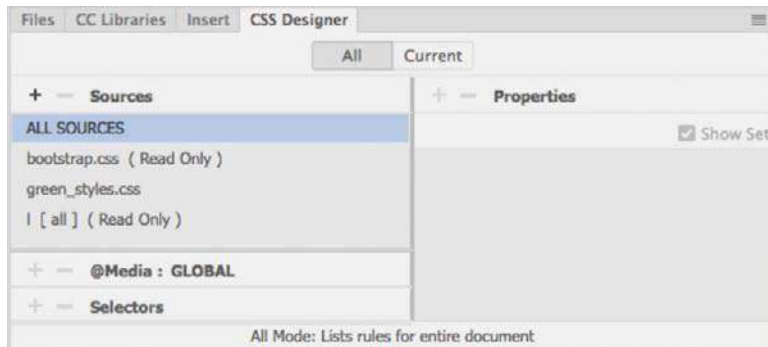 Files CC Libraries Insert CSS Designer
All Current
+ − Sources
+ − Properties
ALL SOURCES
Show Set
bootstrap.css ( Read Only )
green_styles.css
l [ all ] ( Read Only )
+ − @Media : GLOBAL
+ − Selectors
All Mode: Lists rules for entire document